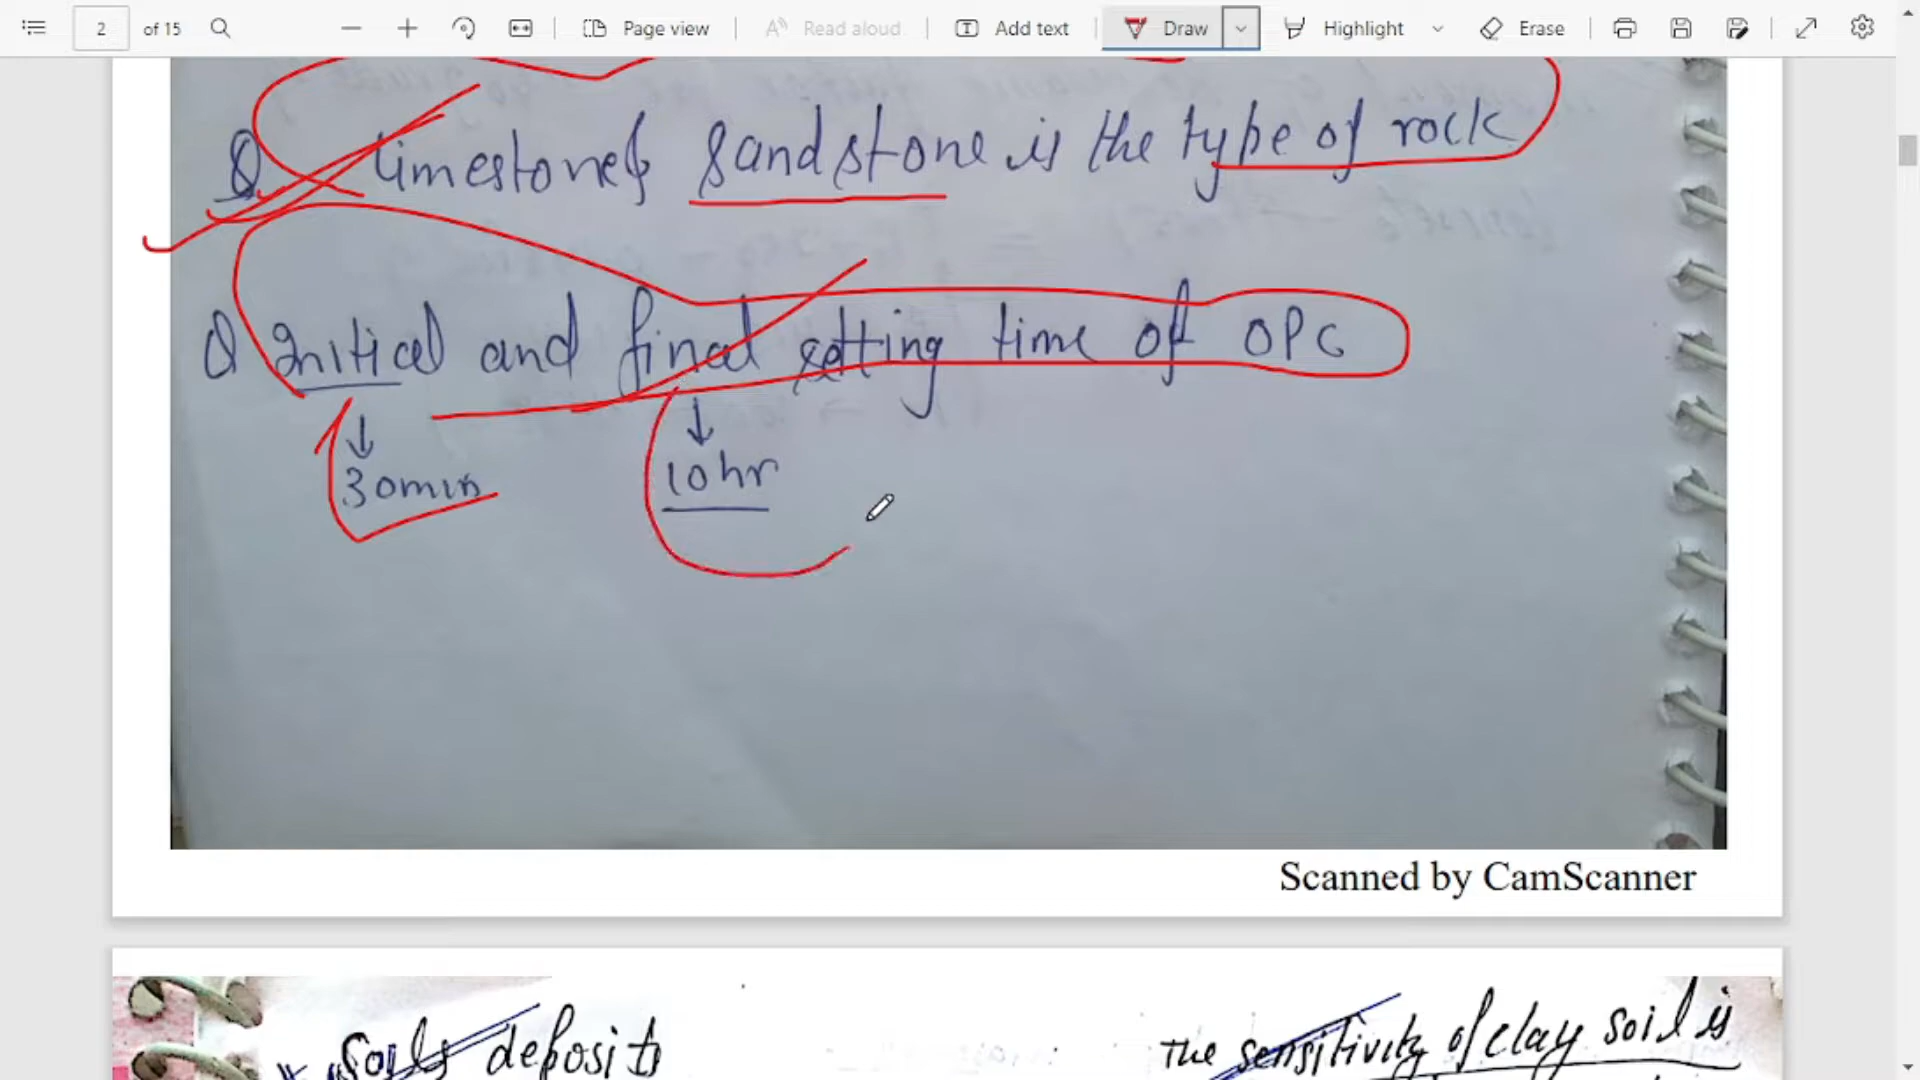 2 of 15 Page view Read aloud Add text Draw Highlight Erase
Q limestone & sandstone is the type of rock
Q Initical and final setting time of OPC
↓ ↓
30min 10hr
Scanned by CamScanner
Soils deposits
The sensitivity of clay soil is